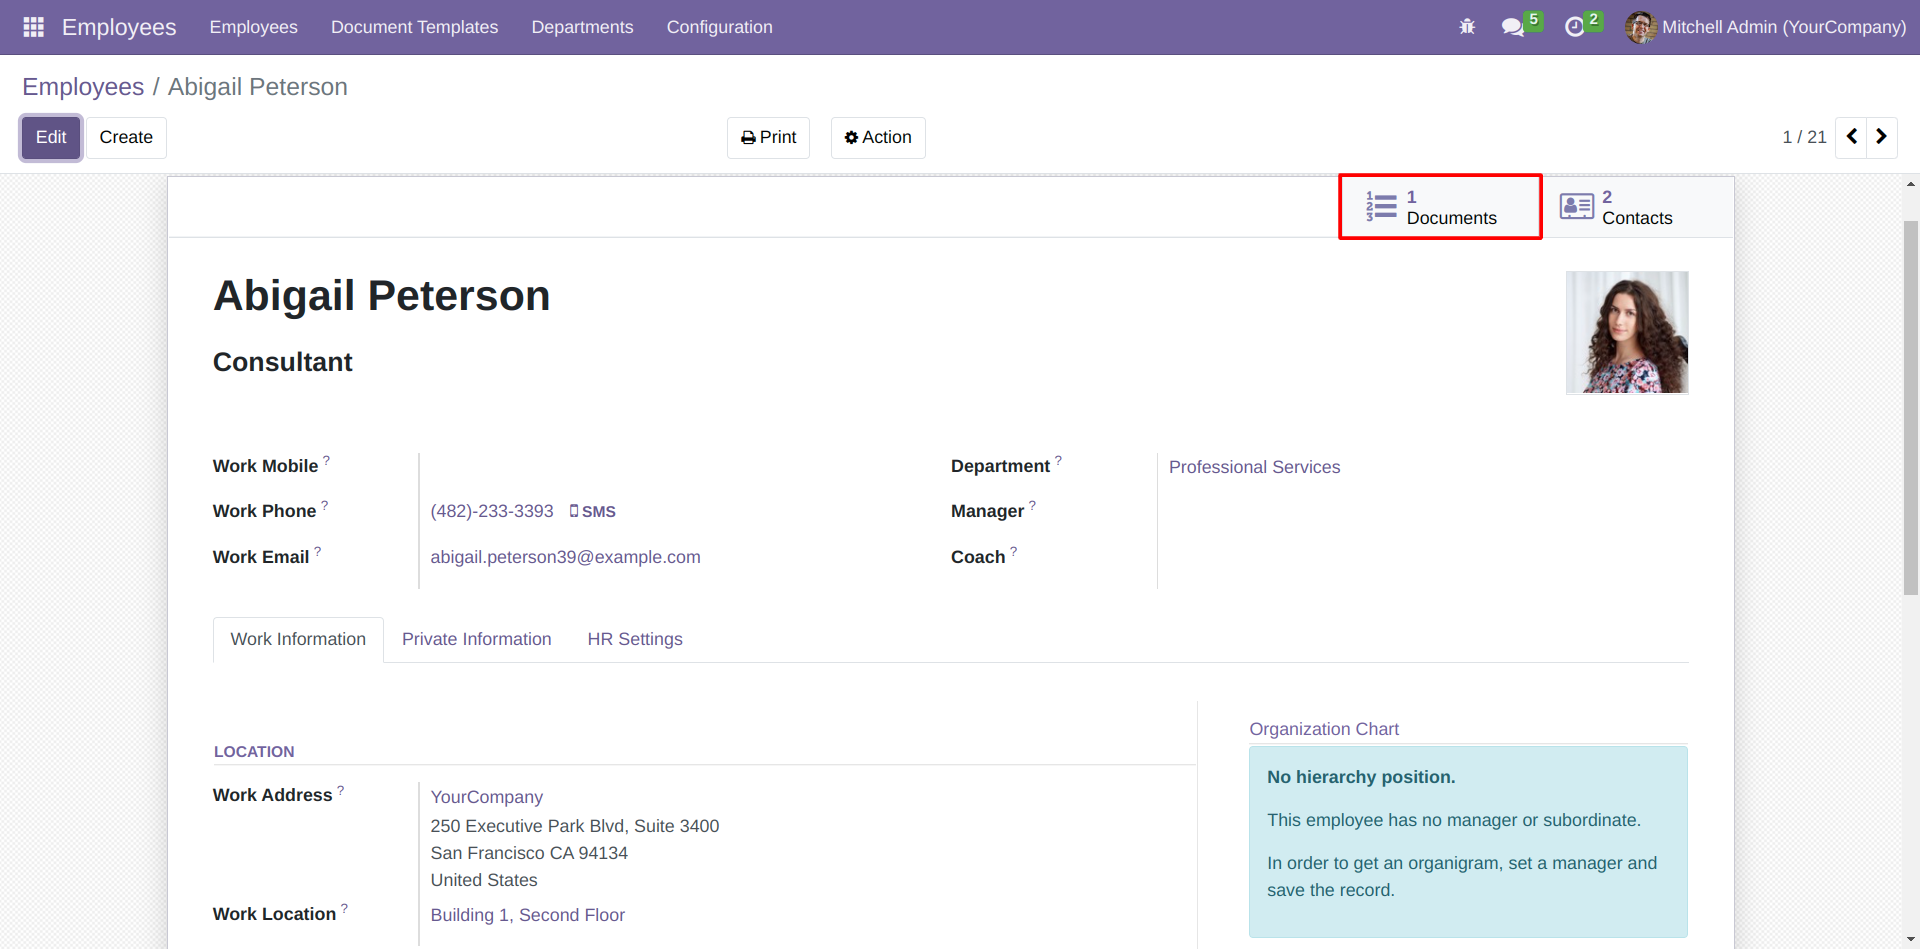 Employees Employees Document Templates Departments Configuration 5 2 Mitchell Admin (YourCompany)
Employees / Abigail Peterson
Edit Create Print Action 1 / 21
1 2 3 1 Documents
2 Contacts
Abigail Peterson
Consultant
Work Mobile ?
Work Phone ? (482)-233-3393 SMS
Work Email ? abigail.peterson39@example.com
Department ? Professional Services
Manager ?
Coach ?
Work Information Private Information HR Settings
LOCATION
Work Address ? YourCompany
250 Executive Park Blvd, Suite 3400
San Francisco CA 94134
United States
Work Location ? Building 1, Second Floor
Organization Chart
No hierarchy position.
This employee has no manager or subordinate.
In order to get an organigram, set a manager and
save the record.